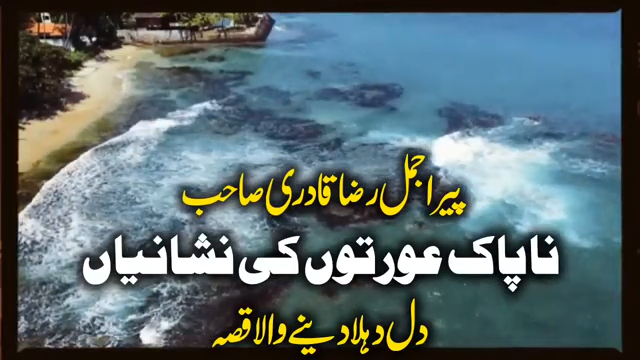 پیر اجمل رضا قادری صاحب
ناپاک عورتوں کی نشانیاں
دل دہلا دینے والا قصہ